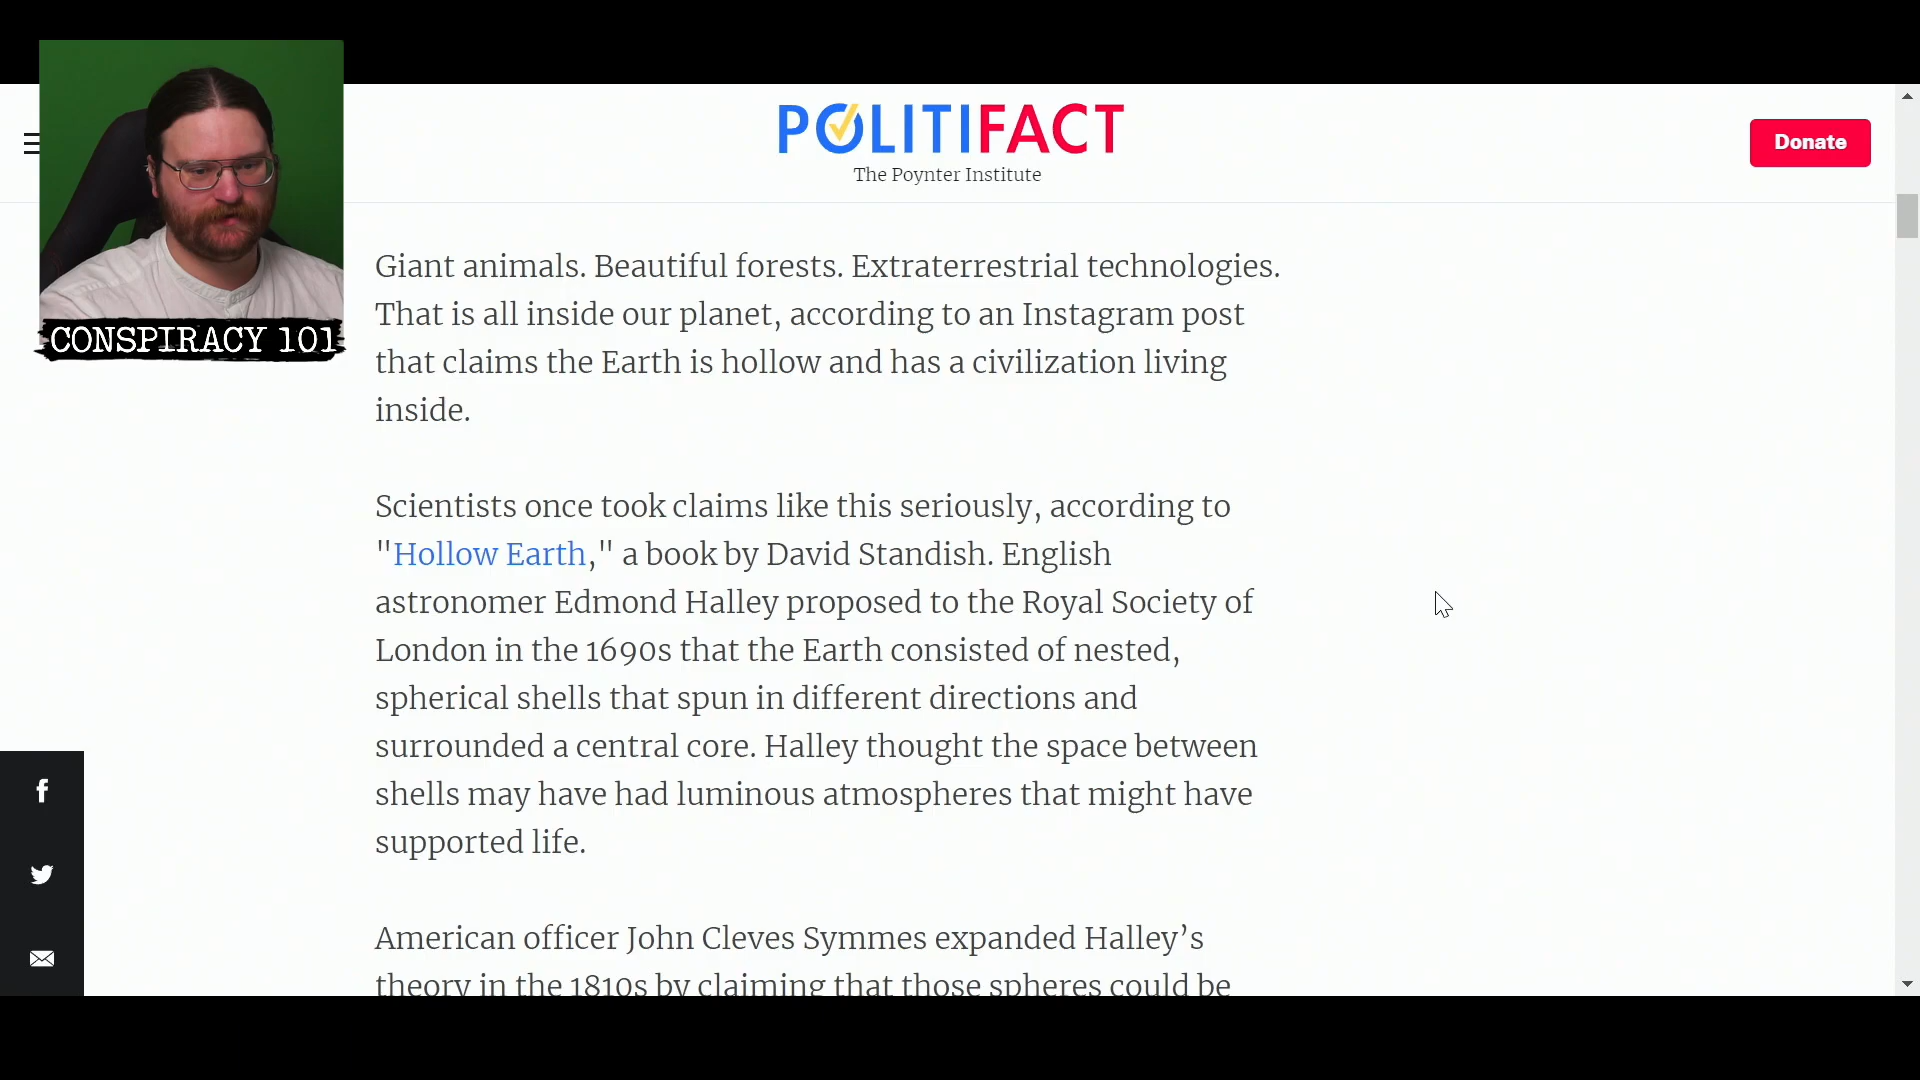 POLITIFACT
The Poynter Institute
Donate
CONSPIRACY 101
Giant animals. Beautiful forests. Extraterrestrial technologies.
That is all inside our planet, according to an Instagram post
that claims the Earth is hollow and has a civilization living
inside.
Scientists once took claims like this seriously, according to
"Hollow Earth," a book by David Standish. English
astronomer Edmond Halley proposed to the Royal Society of
London in the 1690s that the Earth consisted of nested,
spherical shells that spun in different directions and
surrounded a central core. Halley thought the space between
shells may have had luminous atmospheres that might have
supported life.
American officer John Cleves Symmes expanded Halley’s
theory in the 1810s by claiming that those spheres could be